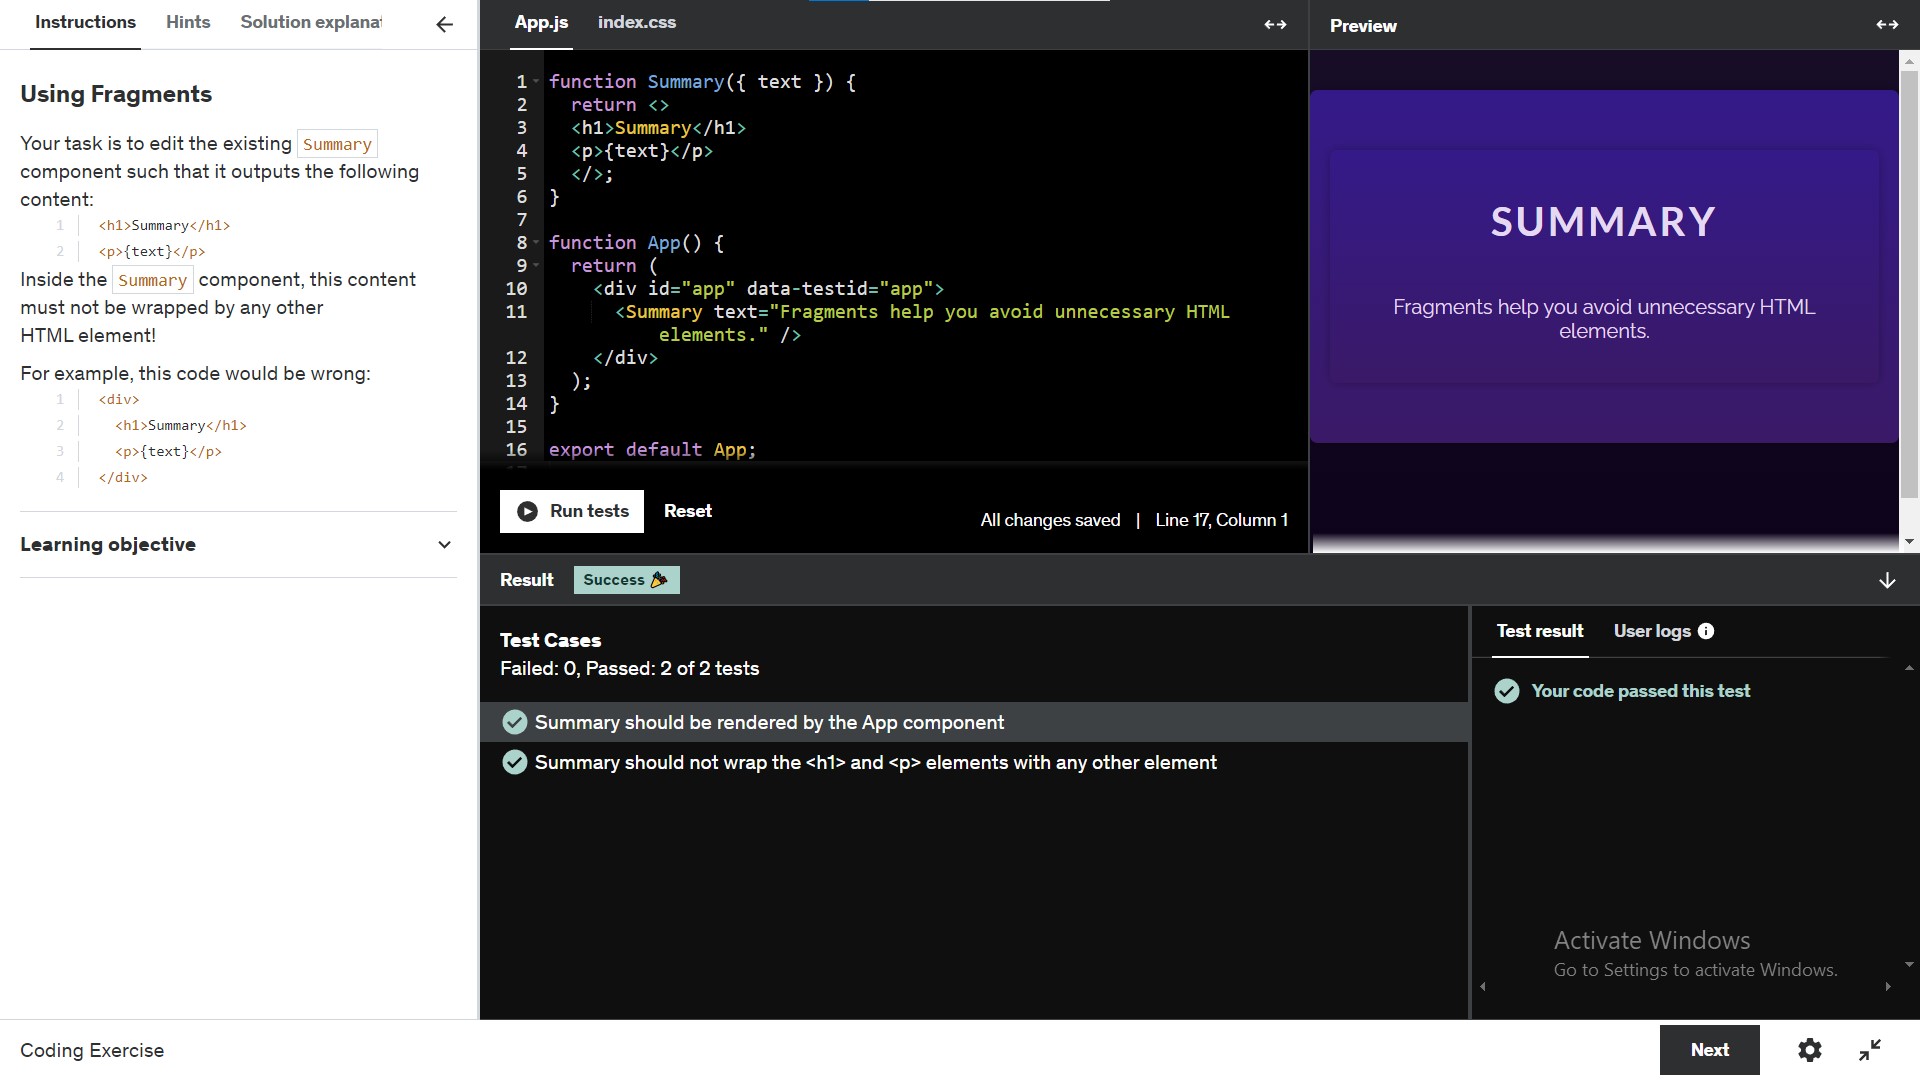 Instructions
Hints
Solution explanat
Using Fragments
Your task is to edit the existing Summary
component such that it outputs the following
content:
1 <h1>Summary</h1>
2 <p>{text}</p>
Inside the Summary component, this content
must not be wrapped by any other
HTML element!
For example, this code would be wrong:
1 <div>
2 <h1>Summary</h1>
3 <p>{text}</p>
4 </div>
Learning objective
App.js
index.css
1 function Summary({ text }) {
2 return <>
3 <h1>Summary</h1>
4 <p>{text}</p>
5 </>;
6 }
7
8 function App() {
9 return (
10 <div id="app" data-testid="app">
11 <Summary text="Fragments help you avoid unnecessary HTML
elements." />
12 </div>
13 );
14 }
15
16 export default App;
Run tests
Reset
All changes saved | Line 17, Column 1
Preview
SUMMARY
Fragments help you avoid unnecessary HTML
elements.
Result
Success
Test Cases
Failed: 0, Passed: 2 of 2 tests
Summary should be rendered by the App component
Summary should not wrap the <h1> and <p> elements with any other element
Test result
User logs
Your code passed this test
Activate Windows
Go to Settings to activate Windows.
Coding Exercise
Next